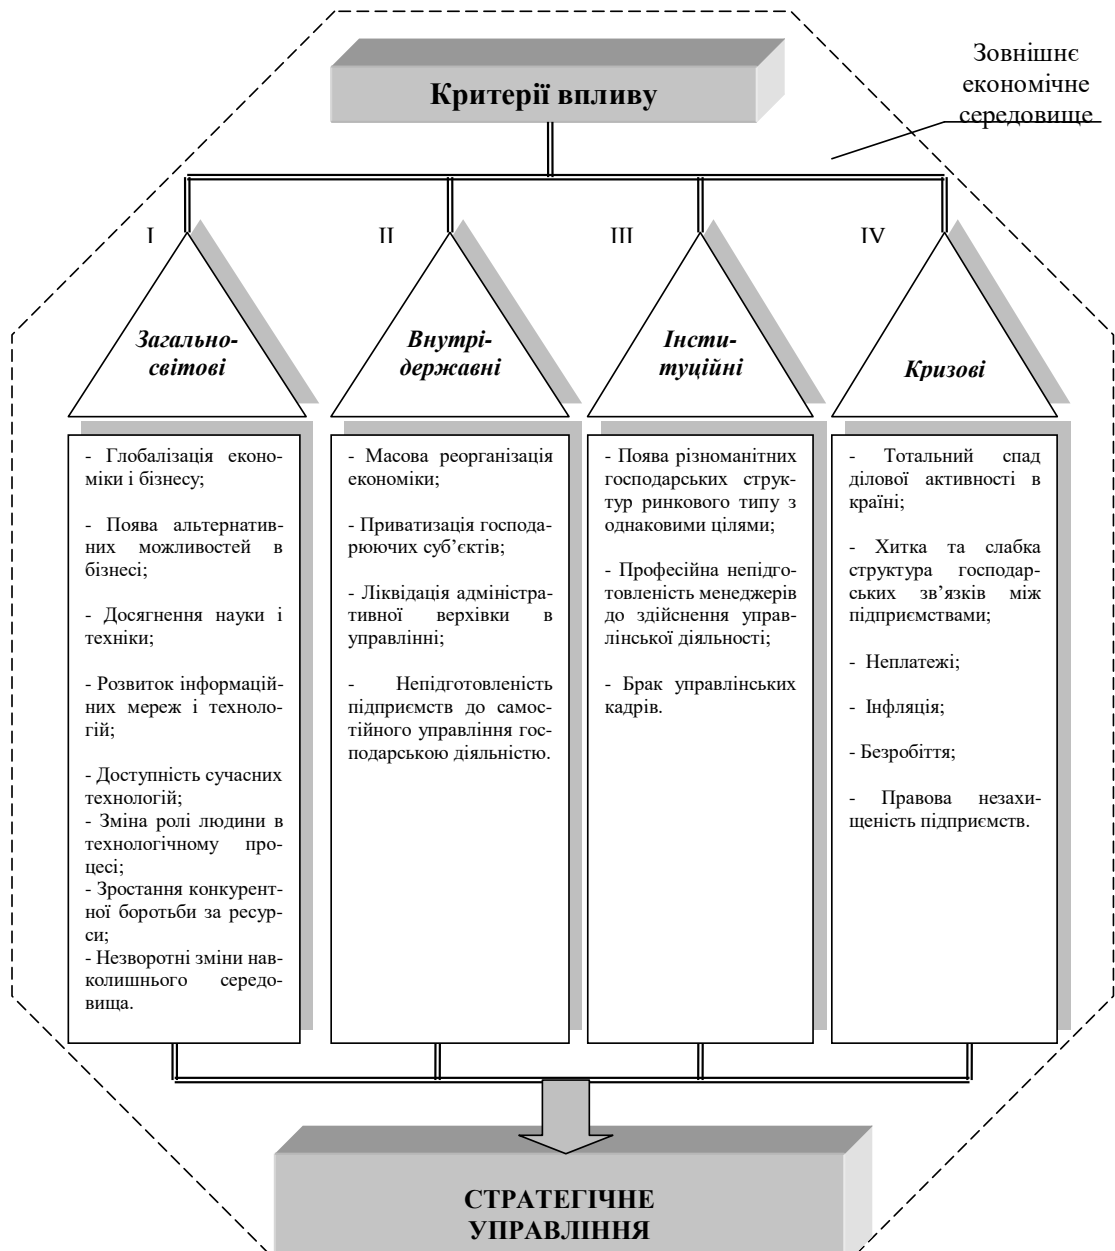 Критерії впливу
Зовнішнє
економічне
середовище
I
II
III
IV
Загально-
світові
Внутрі-
державні
Інсти-
туційні
Кризові
- Глобалізація еконо-
міки і бізнесу;
- Поява альтернатив-
них можливостей в
бізнесі;
- Досягнення науки і
техніки;
- Розвиток інформацій-
них мереж і техноло-
гій;
- Доступність сучасних
технологій;
- Зміна ролі людини в
технологічному про-
цесі;
- Зростання конкурент-
ної боротьби за ресур-
си;
- Незворотні зміни нав-
колишнього середо-
вища.
- Масова реорганізація
економіки;
- Приватизація господа-
рюючих суб’єктів;
- Ліквідація адміністра-
тивної верхівки в
управлінні;
- Непідготовленість
підприємств до самос-
тійного управління гос-
подарською діяльністю.
- Поява різноманітних
господарських струк-
тур ринкового типу з
однаковими цілями;
- Професійна непідго-
товленість менеджерів
до здійснення управ-
лінської діяльності;
- Брак управлінських
кадрів.
- Тотальний спад
ділової активності в
країні;
- Хитка та слабка
структура господар-
ських зв’язків між
підприємствами;
- Неплатежі;
- Інфляція;
- Безробіття;
- Правова незахи-
щеність підприємств.
СТРАТЕГІЧНЕ
УПРАВЛІННЯ